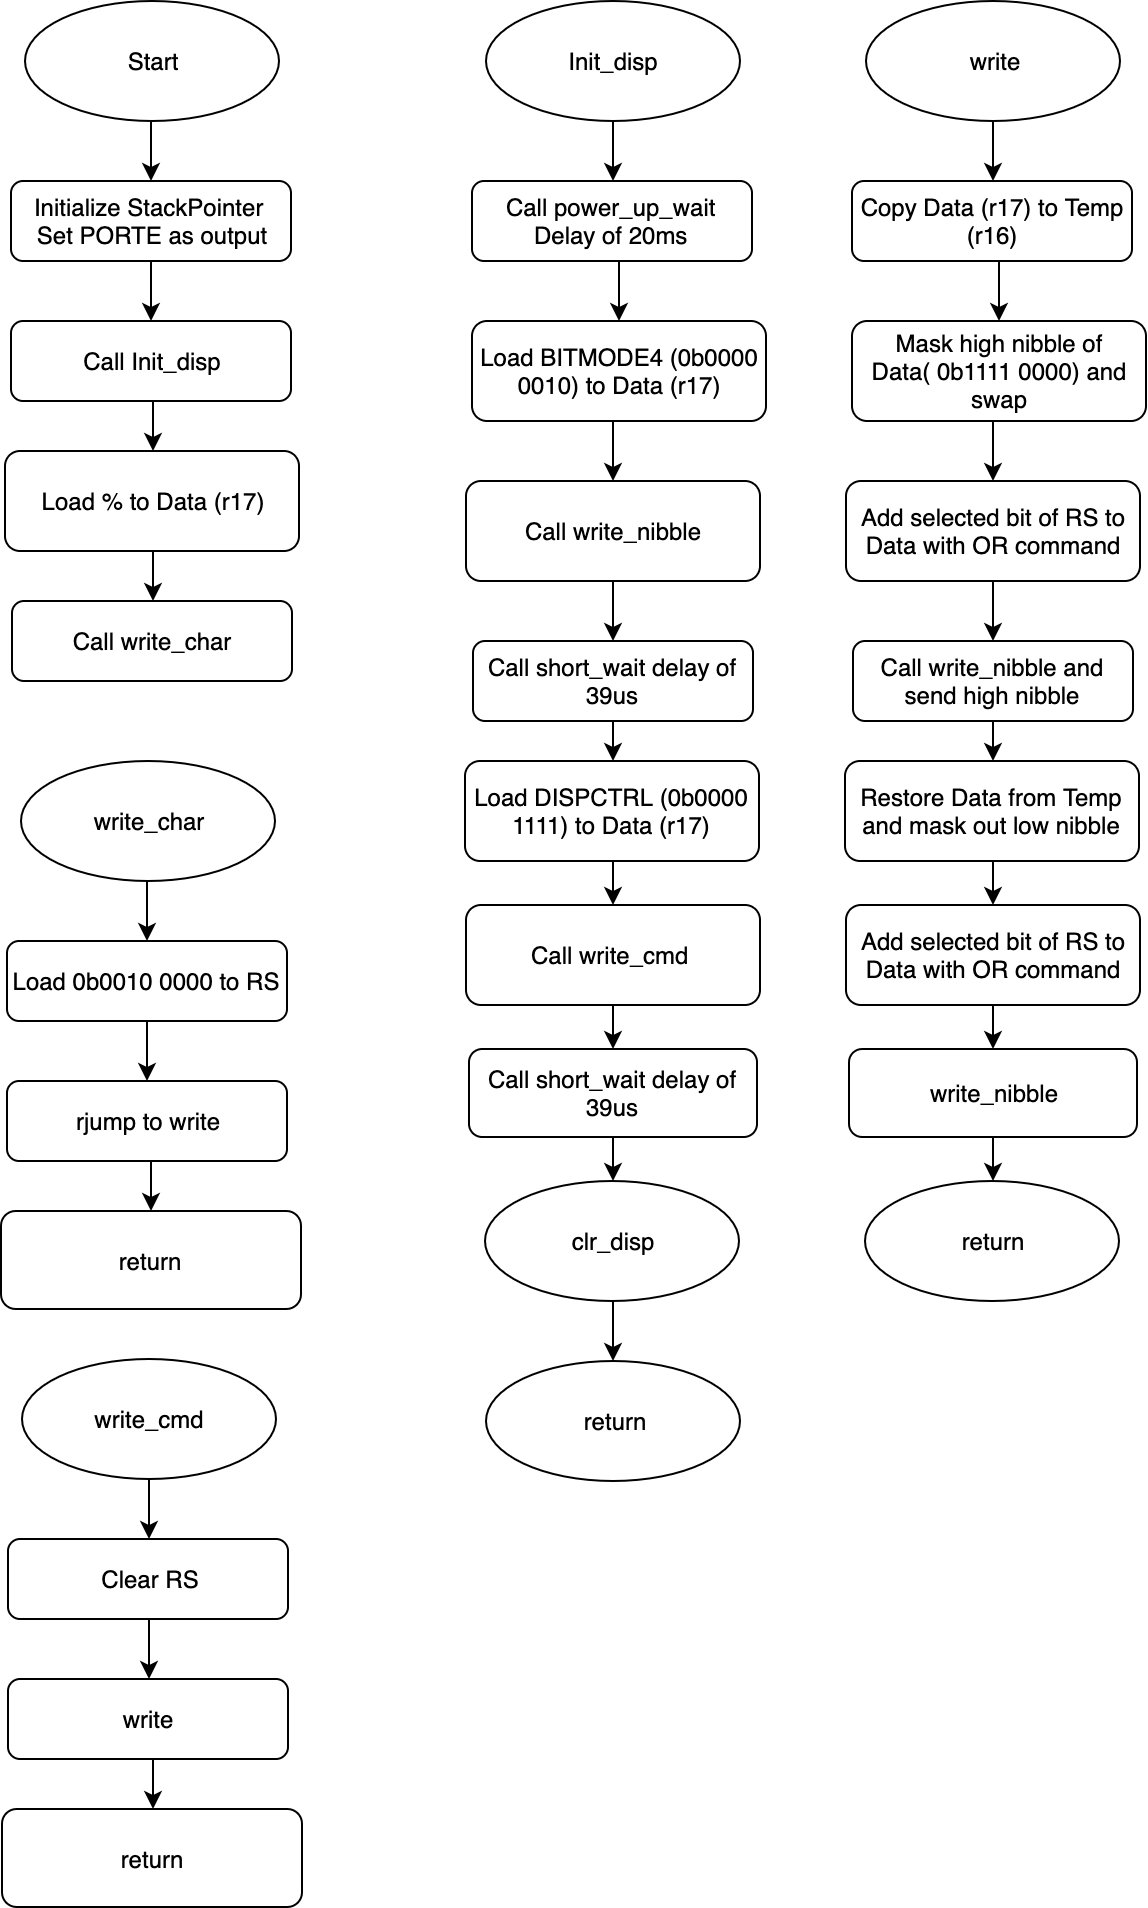 Start
Initialize StackPointer
Set PORTE as output
Call Init_disp
Load % to Data (r17)
Call write_char
write_char
Load 0b0010 0000 to RS
rjump to write
return
write_cmd
Clear RS
write
return
Init_disp
Call power_up_wait
Delay of 20ms
Load BITMODE4 (0b0000
0010) to Data (r17)
Call write_nibble
Call short_wait delay of
39us
Load DISPCTRL (0b0000
1111) to Data (r17)
Call write_cmd
Call short_wait delay of
39us
clr_disp
return
write
Copy Data (r17) to Temp
(r16)
Mask high nibble of
Data( 0b1111 0000) and
swap
Add selected bit of RS to
Data with OR command
Call write_nibble and
send high nibble
Restore Data from Temp
and mask out low nibble
Add selected bit of RS to
Data with OR command
write_nibble
return